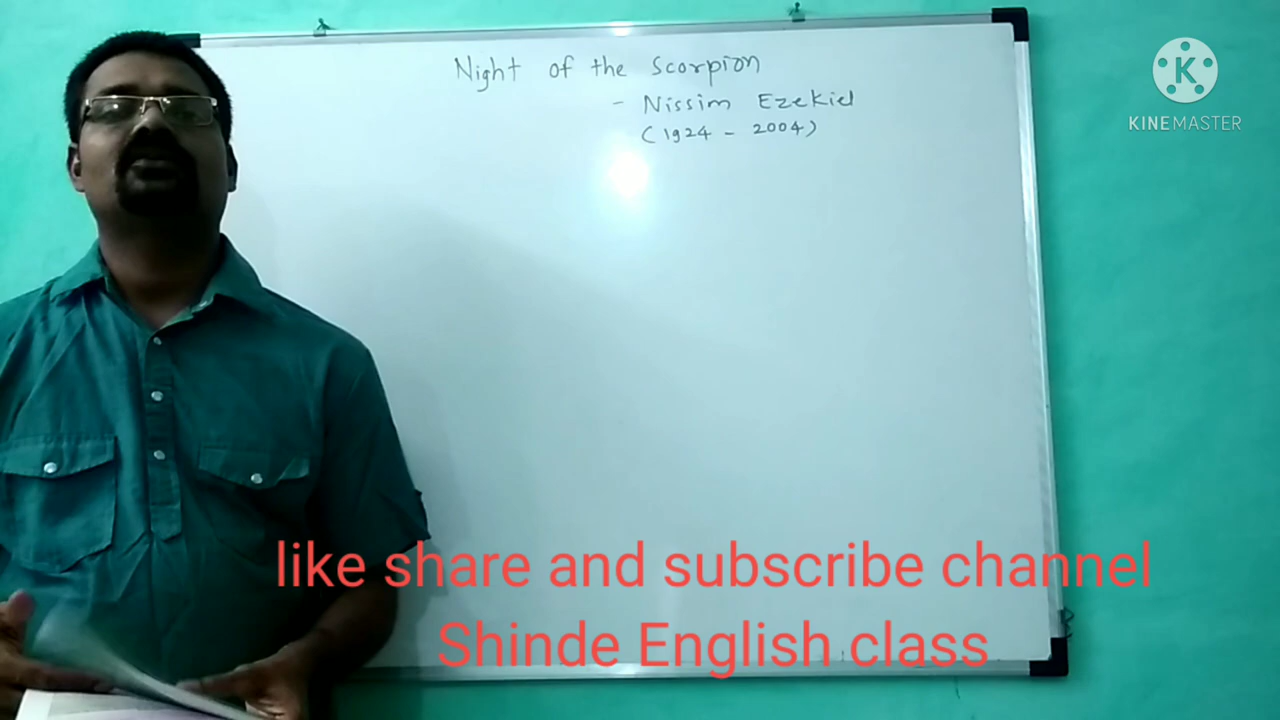 Night of the Scorpion
- Nissim Ezekiel
(1924 - 2004)
K
KINEMASTER
like share and subscribe channel
Shinde English class